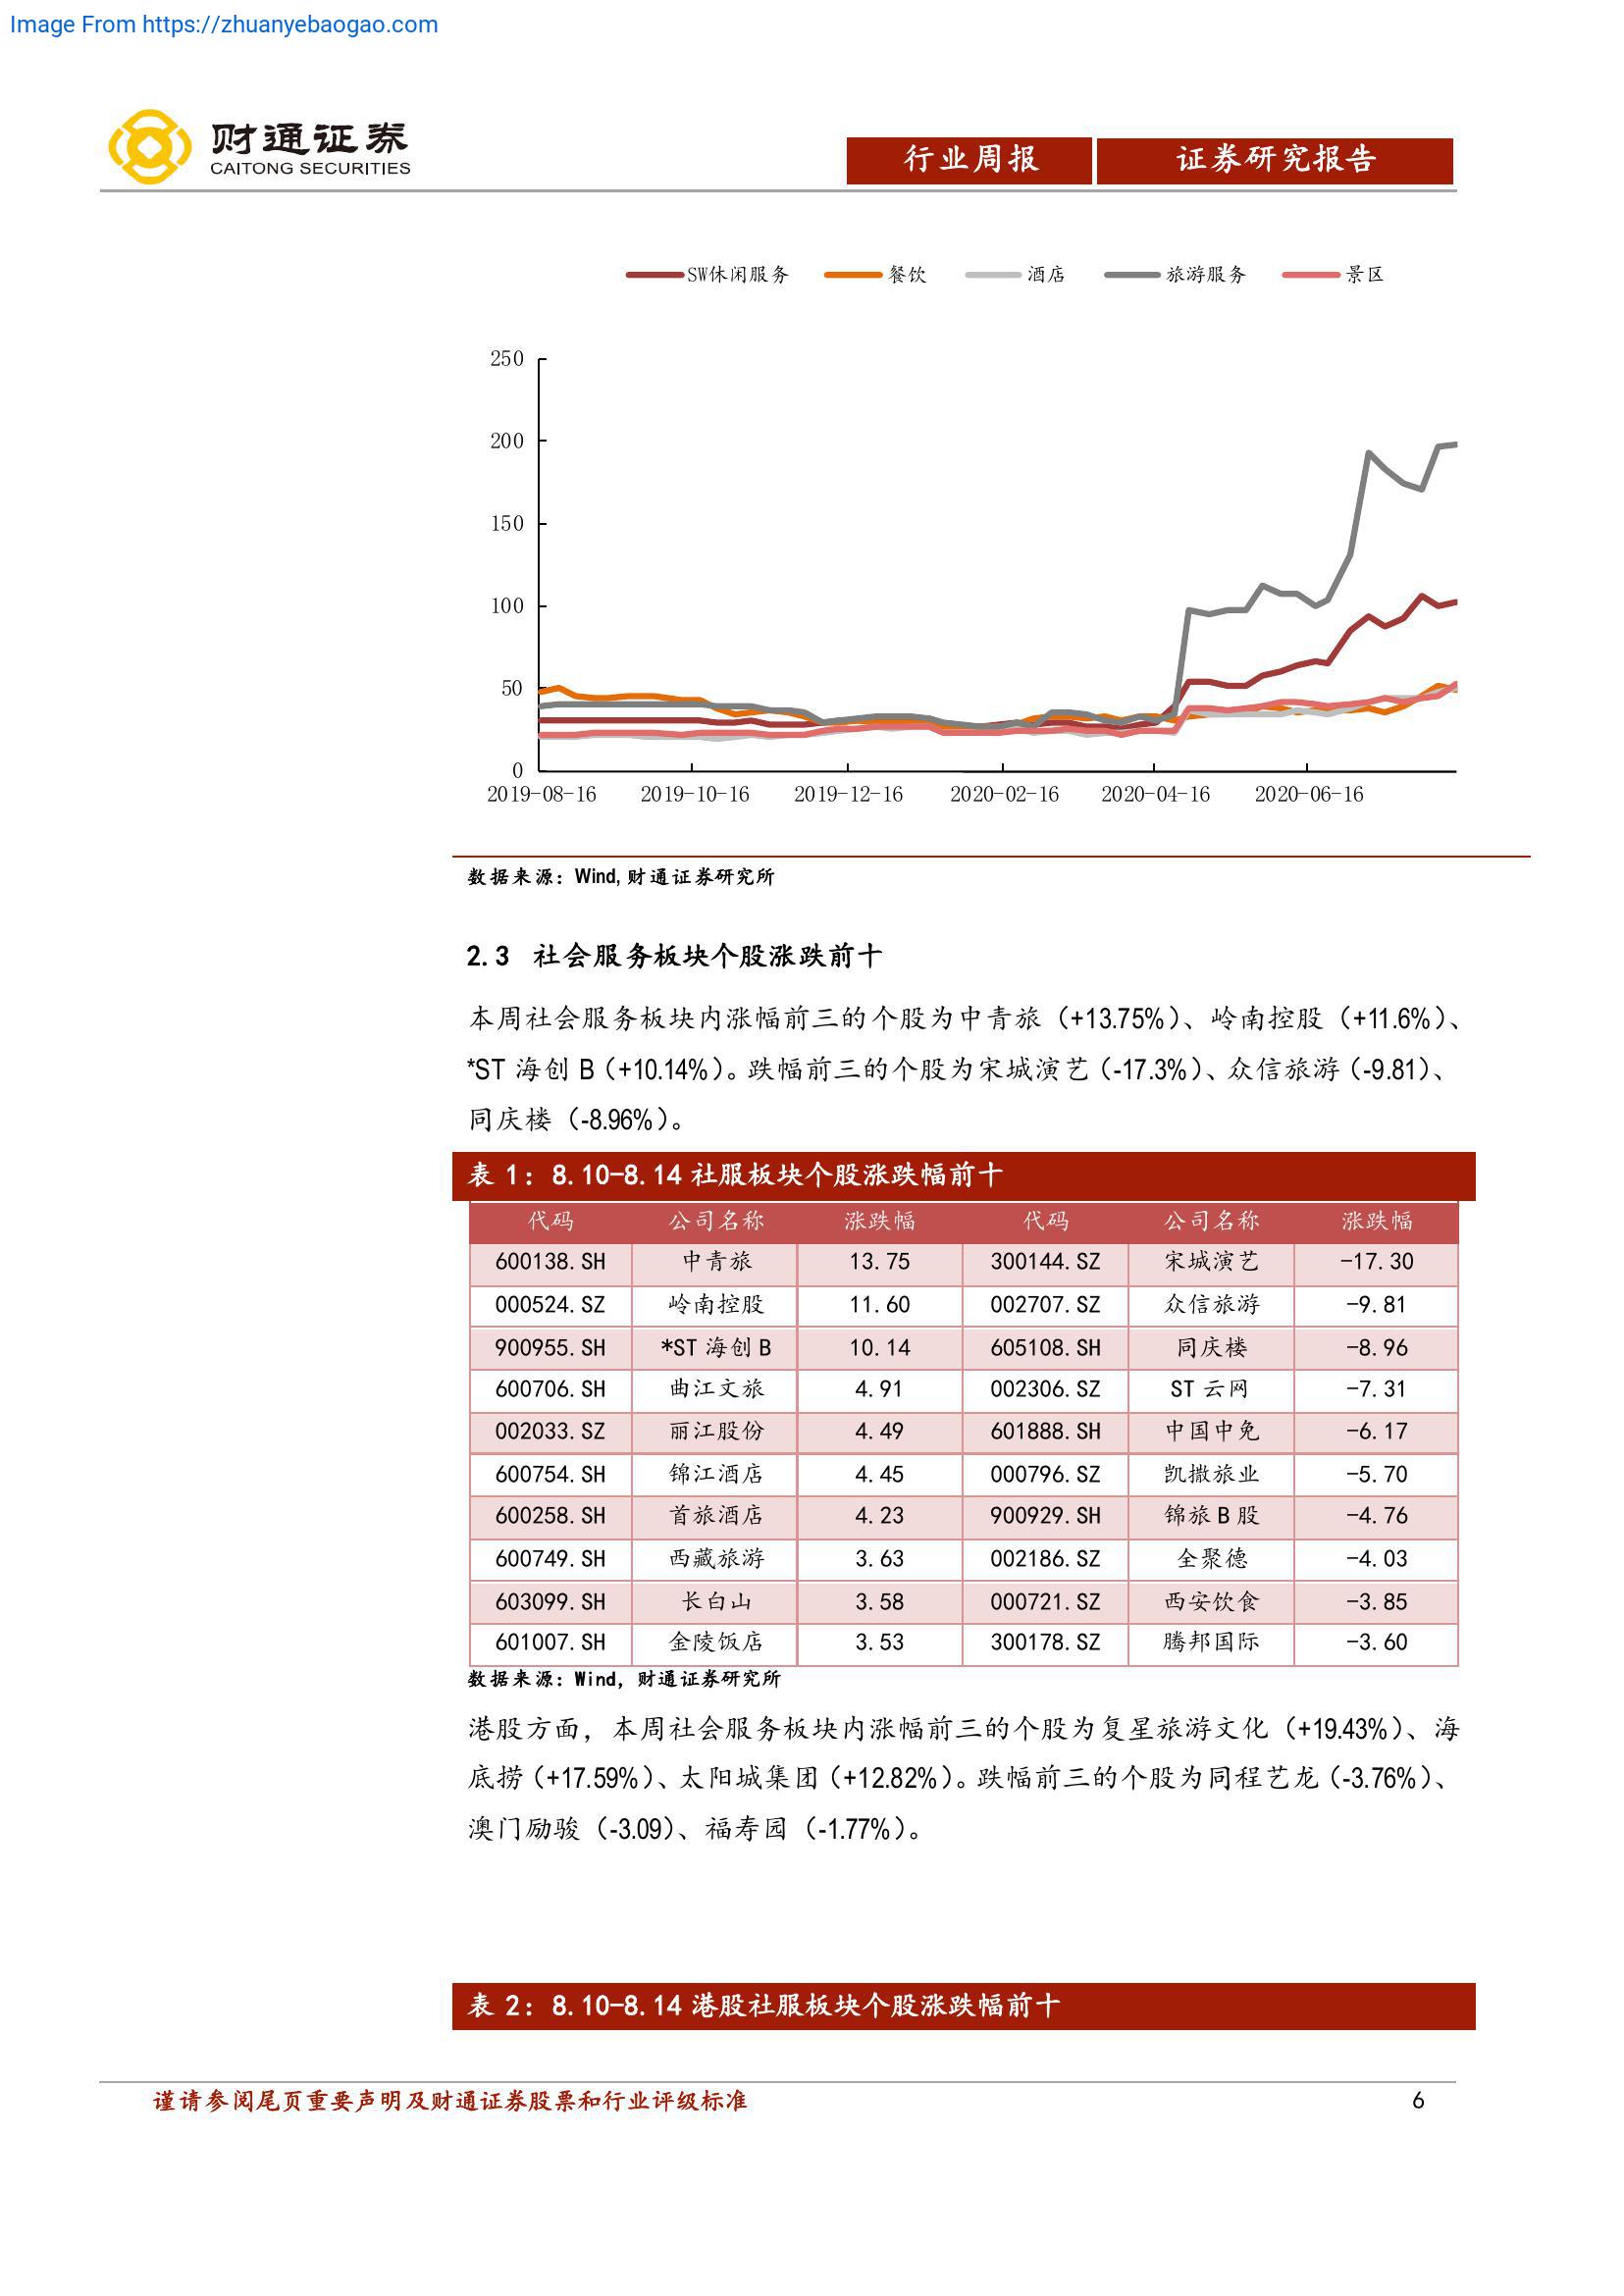 Image From https://zhuanyebaogao.com
财通证券
CAITONG SECURITIES
行业周报 证券研究报告
SW休闲服务 餐饮 酒店 旅游服务 景区
250
200
150
100
50
0
2019-08-16 2019-10-16 2019-12-16 2020-02-16 2020-04-16 2020-06-16
数据来源：Wind,财通证券研究所
2.3 社会服务板块个股涨跌前十
本周社会服务板块内涨幅前三的个股为中青旅（+13.75%）、岭南控股（+11.6%）、
*ST 海创 B（+10.14%）。跌幅前三的个股为宋城演艺（-17.3%）、众信旅游（-9.81）、
同庆楼（-8.96%）。
表 1：8.10-8.14 社服板块个股涨跌幅前十
代码 公司名称 涨跌幅 代码 公司名称 涨跌幅
600138.SH 中青旅 13.75 300144.SZ 宋城演艺 -17.30
000524.SZ 岭南控股 11.60 002707.SZ 众信旅游 -9.81
900955.SH *ST 海创 B 10.14 605108.SH 同庆楼 -8.96
600706.SH 曲江文旅 4.91 002306.SZ ST 云网 -7.31
002033.SZ 丽江股份 4.49 601888.SH 中国中免 -6.17
600754.SH 锦江酒店 4.45 000796.SZ 凯撒旅业 -5.70
600258.SH 首旅酒店 4.23 900929.SH 锦旅 B 股 -4.76
600749.SH 西藏旅游 3.63 002186.SZ 全聚德 -4.03
603099.SH 长白山 3.58 000721.SZ 西安饮食 -3.85
601007.SH 金陵饭店 3.53 300178.SZ 腾邦国际 -3.60
数据来源：Wind，财通证券研究所
港股方面，本周社会服务板块内涨幅前三的个股为复星旅游文化（+19.43%）、海
底捞（+17.59%）、太阳城集团（+12.82%）。跌幅前三的个股为同程艺龙（-3.76%）、
澳门励骏（-3.09）、福寿园（-1.77%）。
表 2：8.10-8.14 港股社服板块个股涨跌幅前十
谨请参阅尾页重要声明及财通证券股票和行业评级标准 6